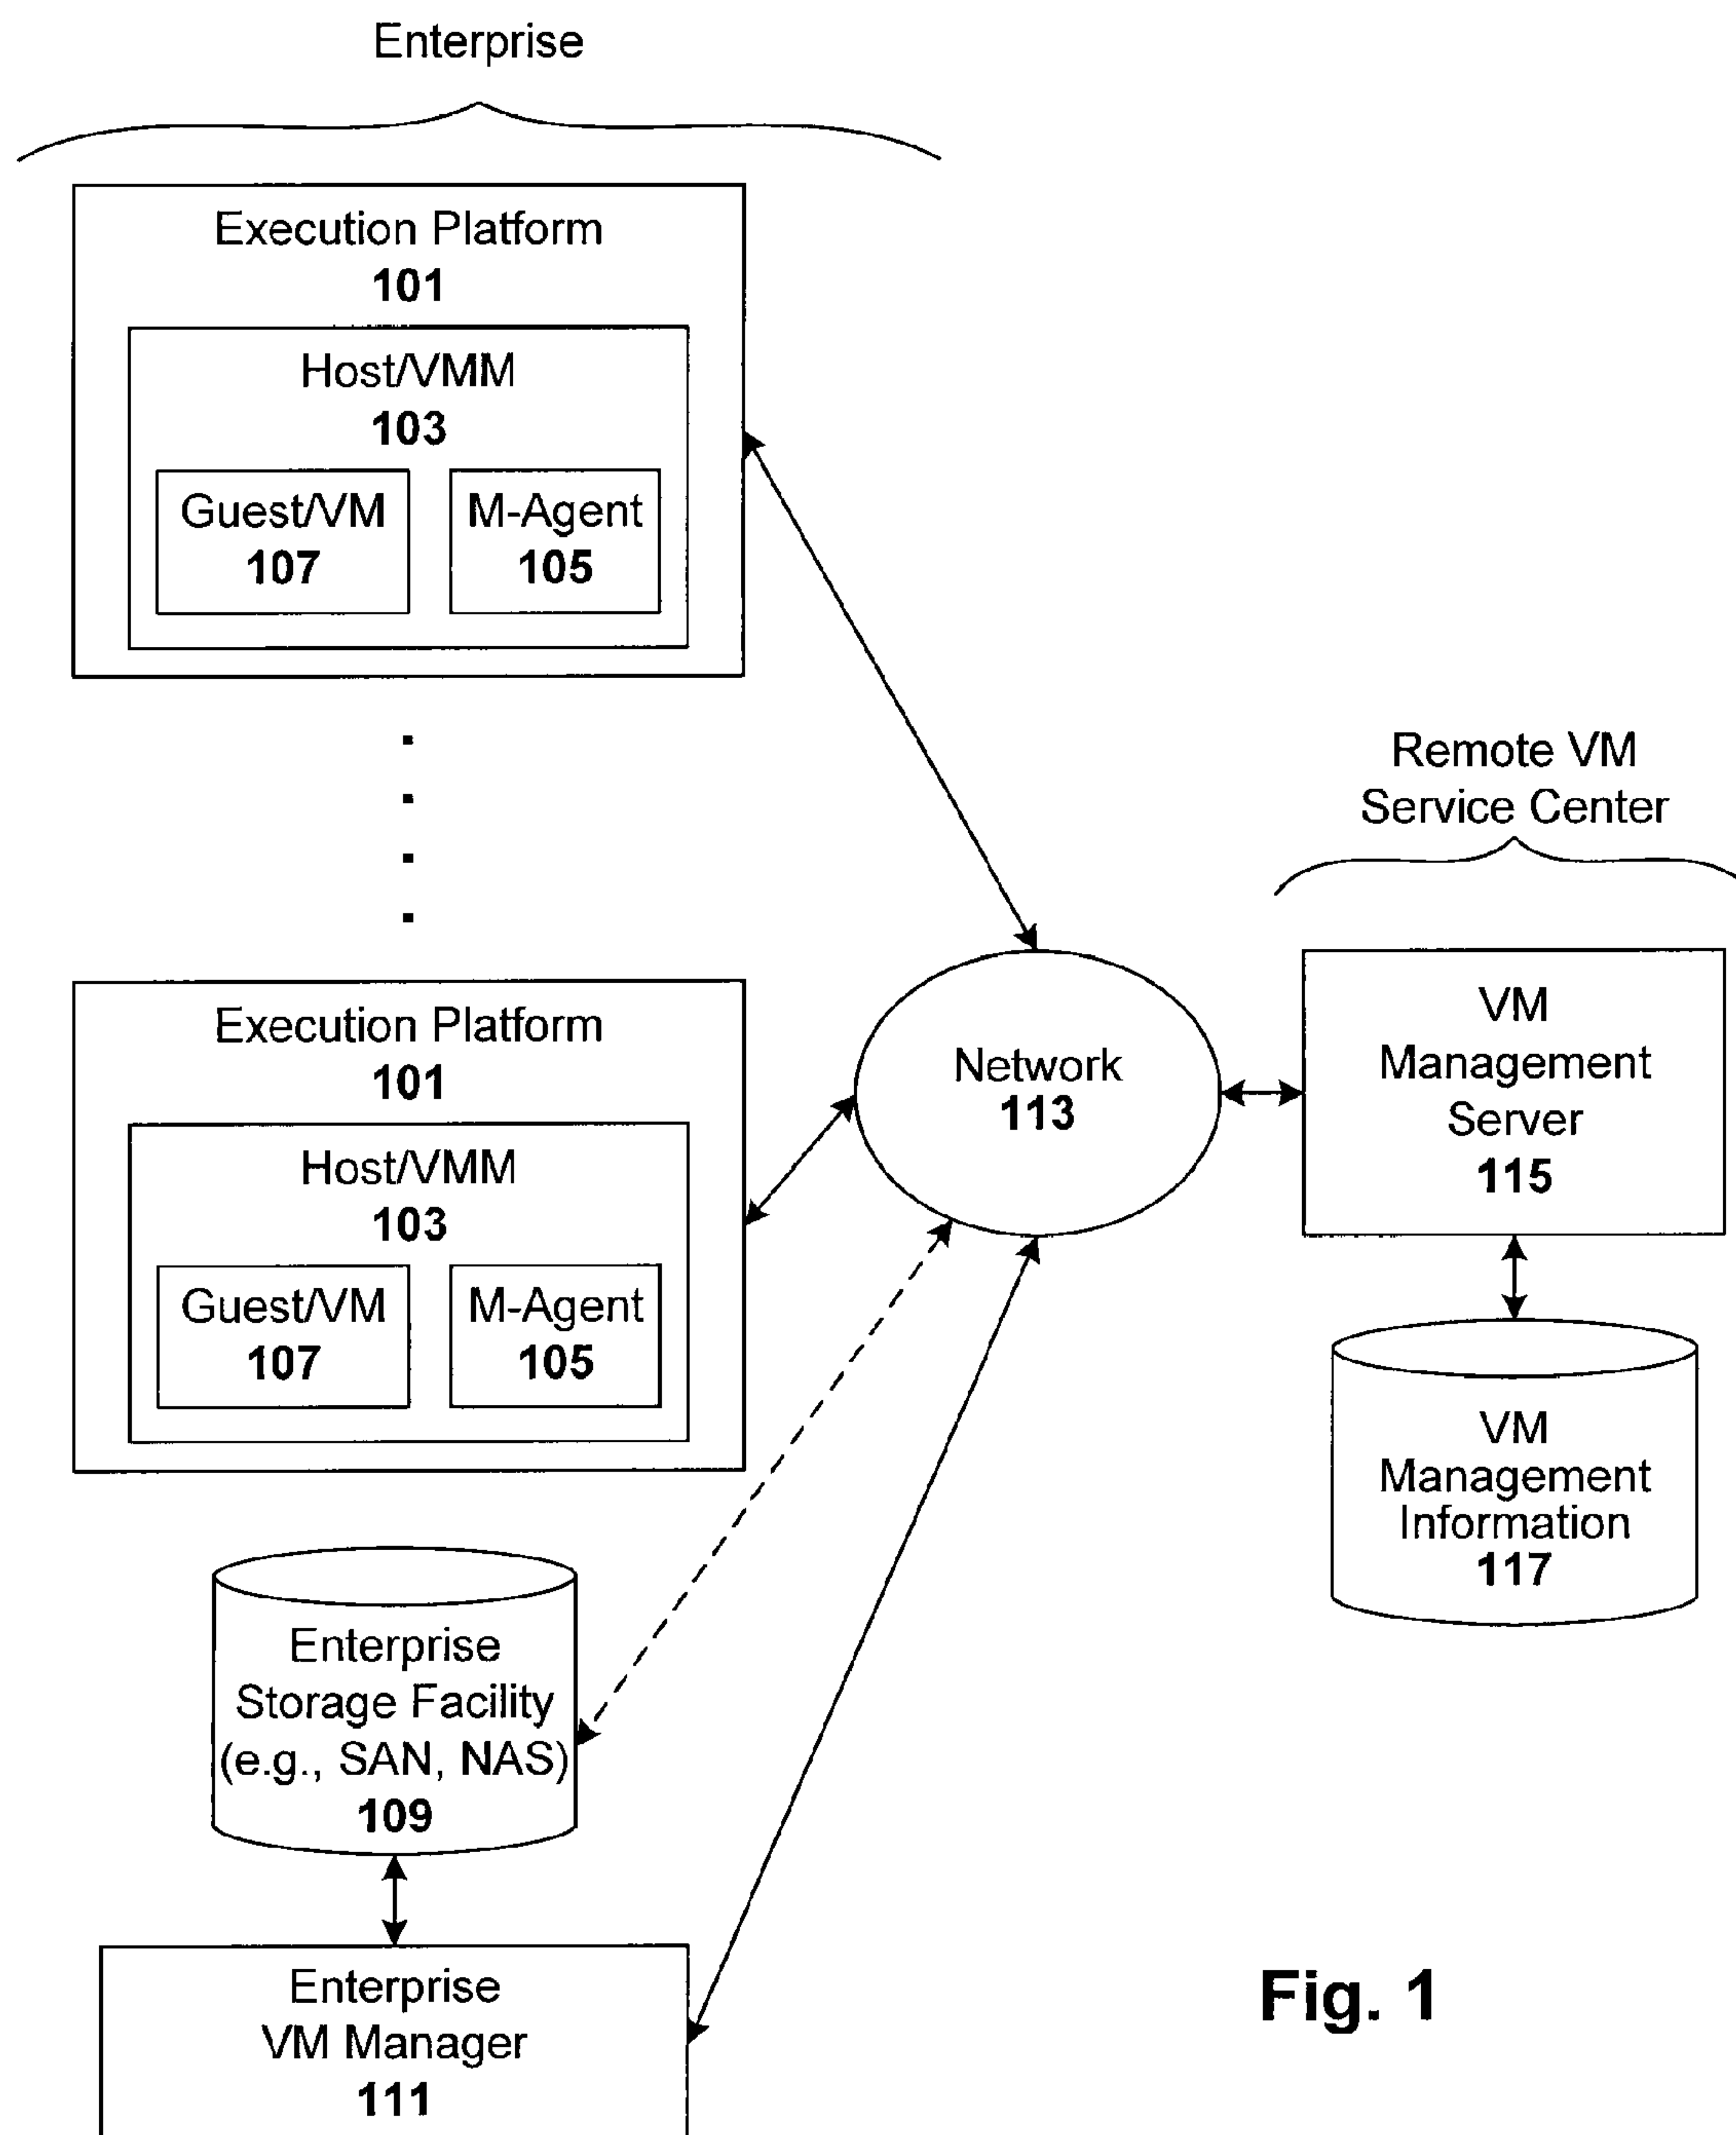 Enterprise
Execution Platform
101
Host/VMM
103
Guest/VM
107
M-Agent
105
Execution Platform
101
Host/VMM
103
Guest/VM
107
M-Agent
105
Enterprise
Storage Facility
(e.g., SAN, NAS)
109
Enterprise
VM Manager
111
Network
113
Remote VM
Service Center
VM
Management
Server
115
VM
Management
Information
117
Fig. 1